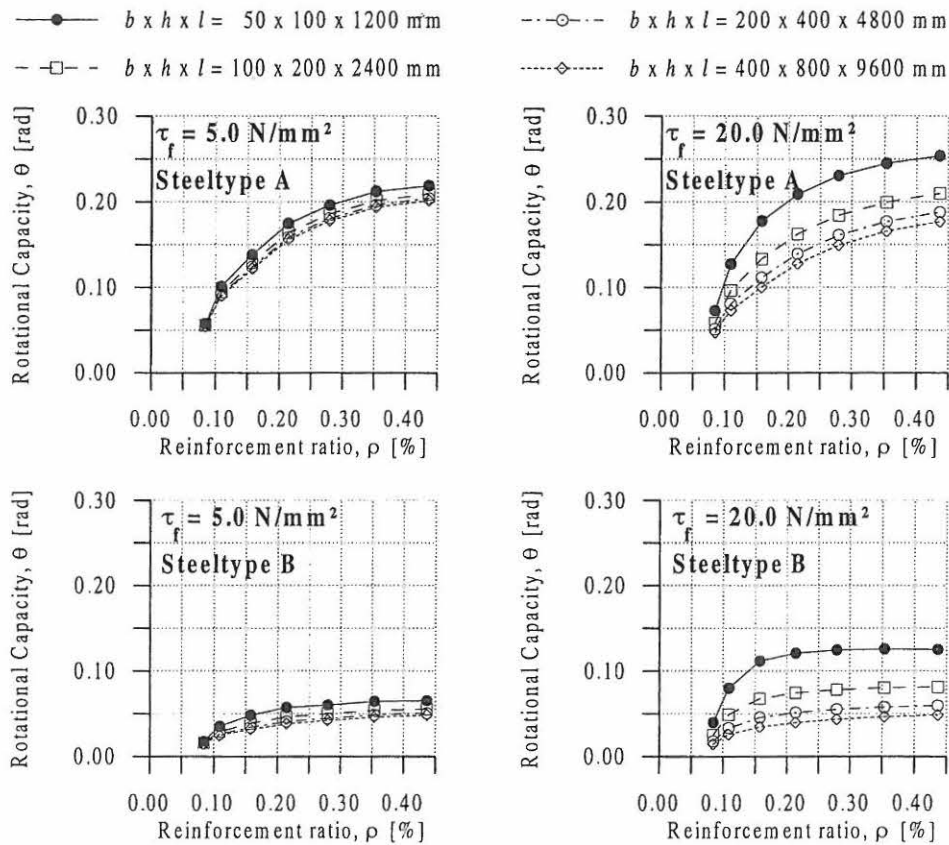 b x h x l = 50 x 100 x 1200 mm
b x h x l = 200 x 400 x 4800 mm
b x h x l = 100 x 200 x 2400 mm
b x h x l = 400 x 800 x 9600 mm
Rotational Capacity, Θ [rad]
0.30
0.20
0.10
0.00
τf = 5.0 N/mm²
Steeltype A
0.00 0.10 0.20 0.30 0.40
Reinforcement ratio, ρ [%]
Rotational Capacity, Θ [rad]
0.30
0.20
0.10
0.00
τf = 20.0 N/mm²
Steeltype A
0.00 0.10 0.20 0.30 0.40
Reinforcement ratio, ρ [%]
Rotational Capacity, Θ [rad]
0.30
0.20
0.10
0.00
τf = 5.0 N/mm²
Steeltype B
0.00 0.10 0.20 0.30 0.40
Reinforcement ratio, ρ [%]
Rotational Capacity, Θ [rad]
0.30
0.20
0.10
0.00
τf = 20.0 N/mm²
Steeltype B
0.00 0.10 0.20 0.30 0.40
Reinforcement ratio, ρ [%]